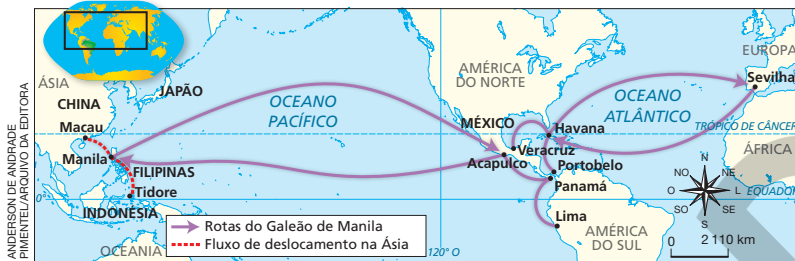 ANDERSON DE ANDRADE
PIMENTEL/ARQUIVO DA EDITORA
ÁSIA
CHINA
JAPÃO
Macau
Manila
FILIPINAS
Tidore
INDONÉSIA
OCEANIA
OCEANO
PACÍFICO
AMÉRICA
DO NORTE
MÉXICO
Acapulco
Veracruz
Havana
Portobelo
Panamá
Lima
AMÉRICA
DO SUL
OCEANO
ATLÂNTICO
EUROPA
Sevilha
TRÓPICO DE CÂNCER
ÁFRICA
EQUADOR
0°
120° O
N
NO
NE
O
L
SO
SE
S
0
2 110 km
Rotas do Galeão de Manila
Fluxo de deslocamento na Ásia